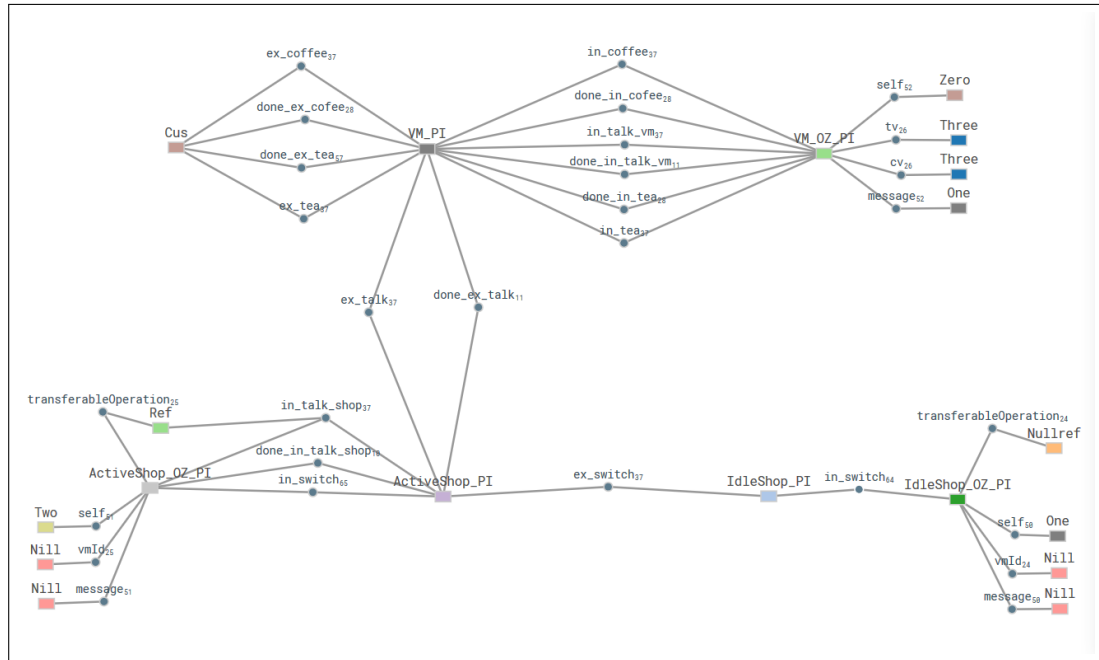 ex_coffee₃₇
in_coffee₃₇
self₅₂
Zero
done_ex_cofee₂₈
done_in_cofee₂₈
Cus
VM_PI
in_talk_vm₃₇
VM_OZ_PI
tv₂₆
Three
done_ex_tea₅₇
done_in_talk_vm₁₁
cv₂₆
Three
ex_tea₃₇
done_in_tea₂₈
message₅₂
One
in_tea₃₇
ex_talk₃₇
done_ex_talk₁₁
transferableOperation₂₅
Ref
in_talk_shop₃₇
transferableOperation₂₄
Nullref
done_in_talk_shop₁₀
ActiveShop_OZ_PI
in_switch₆₅
ActiveShop_PI
ex_switch₃₇
IdleShop_PI
in_switch₆₄
IdleShop_OZ_PI
Two
self₅₁
self₅₀
One
Nill
vmId₂₅
vmId₂₄
Nill
Nill
message₅₁
message₅₀
Nill